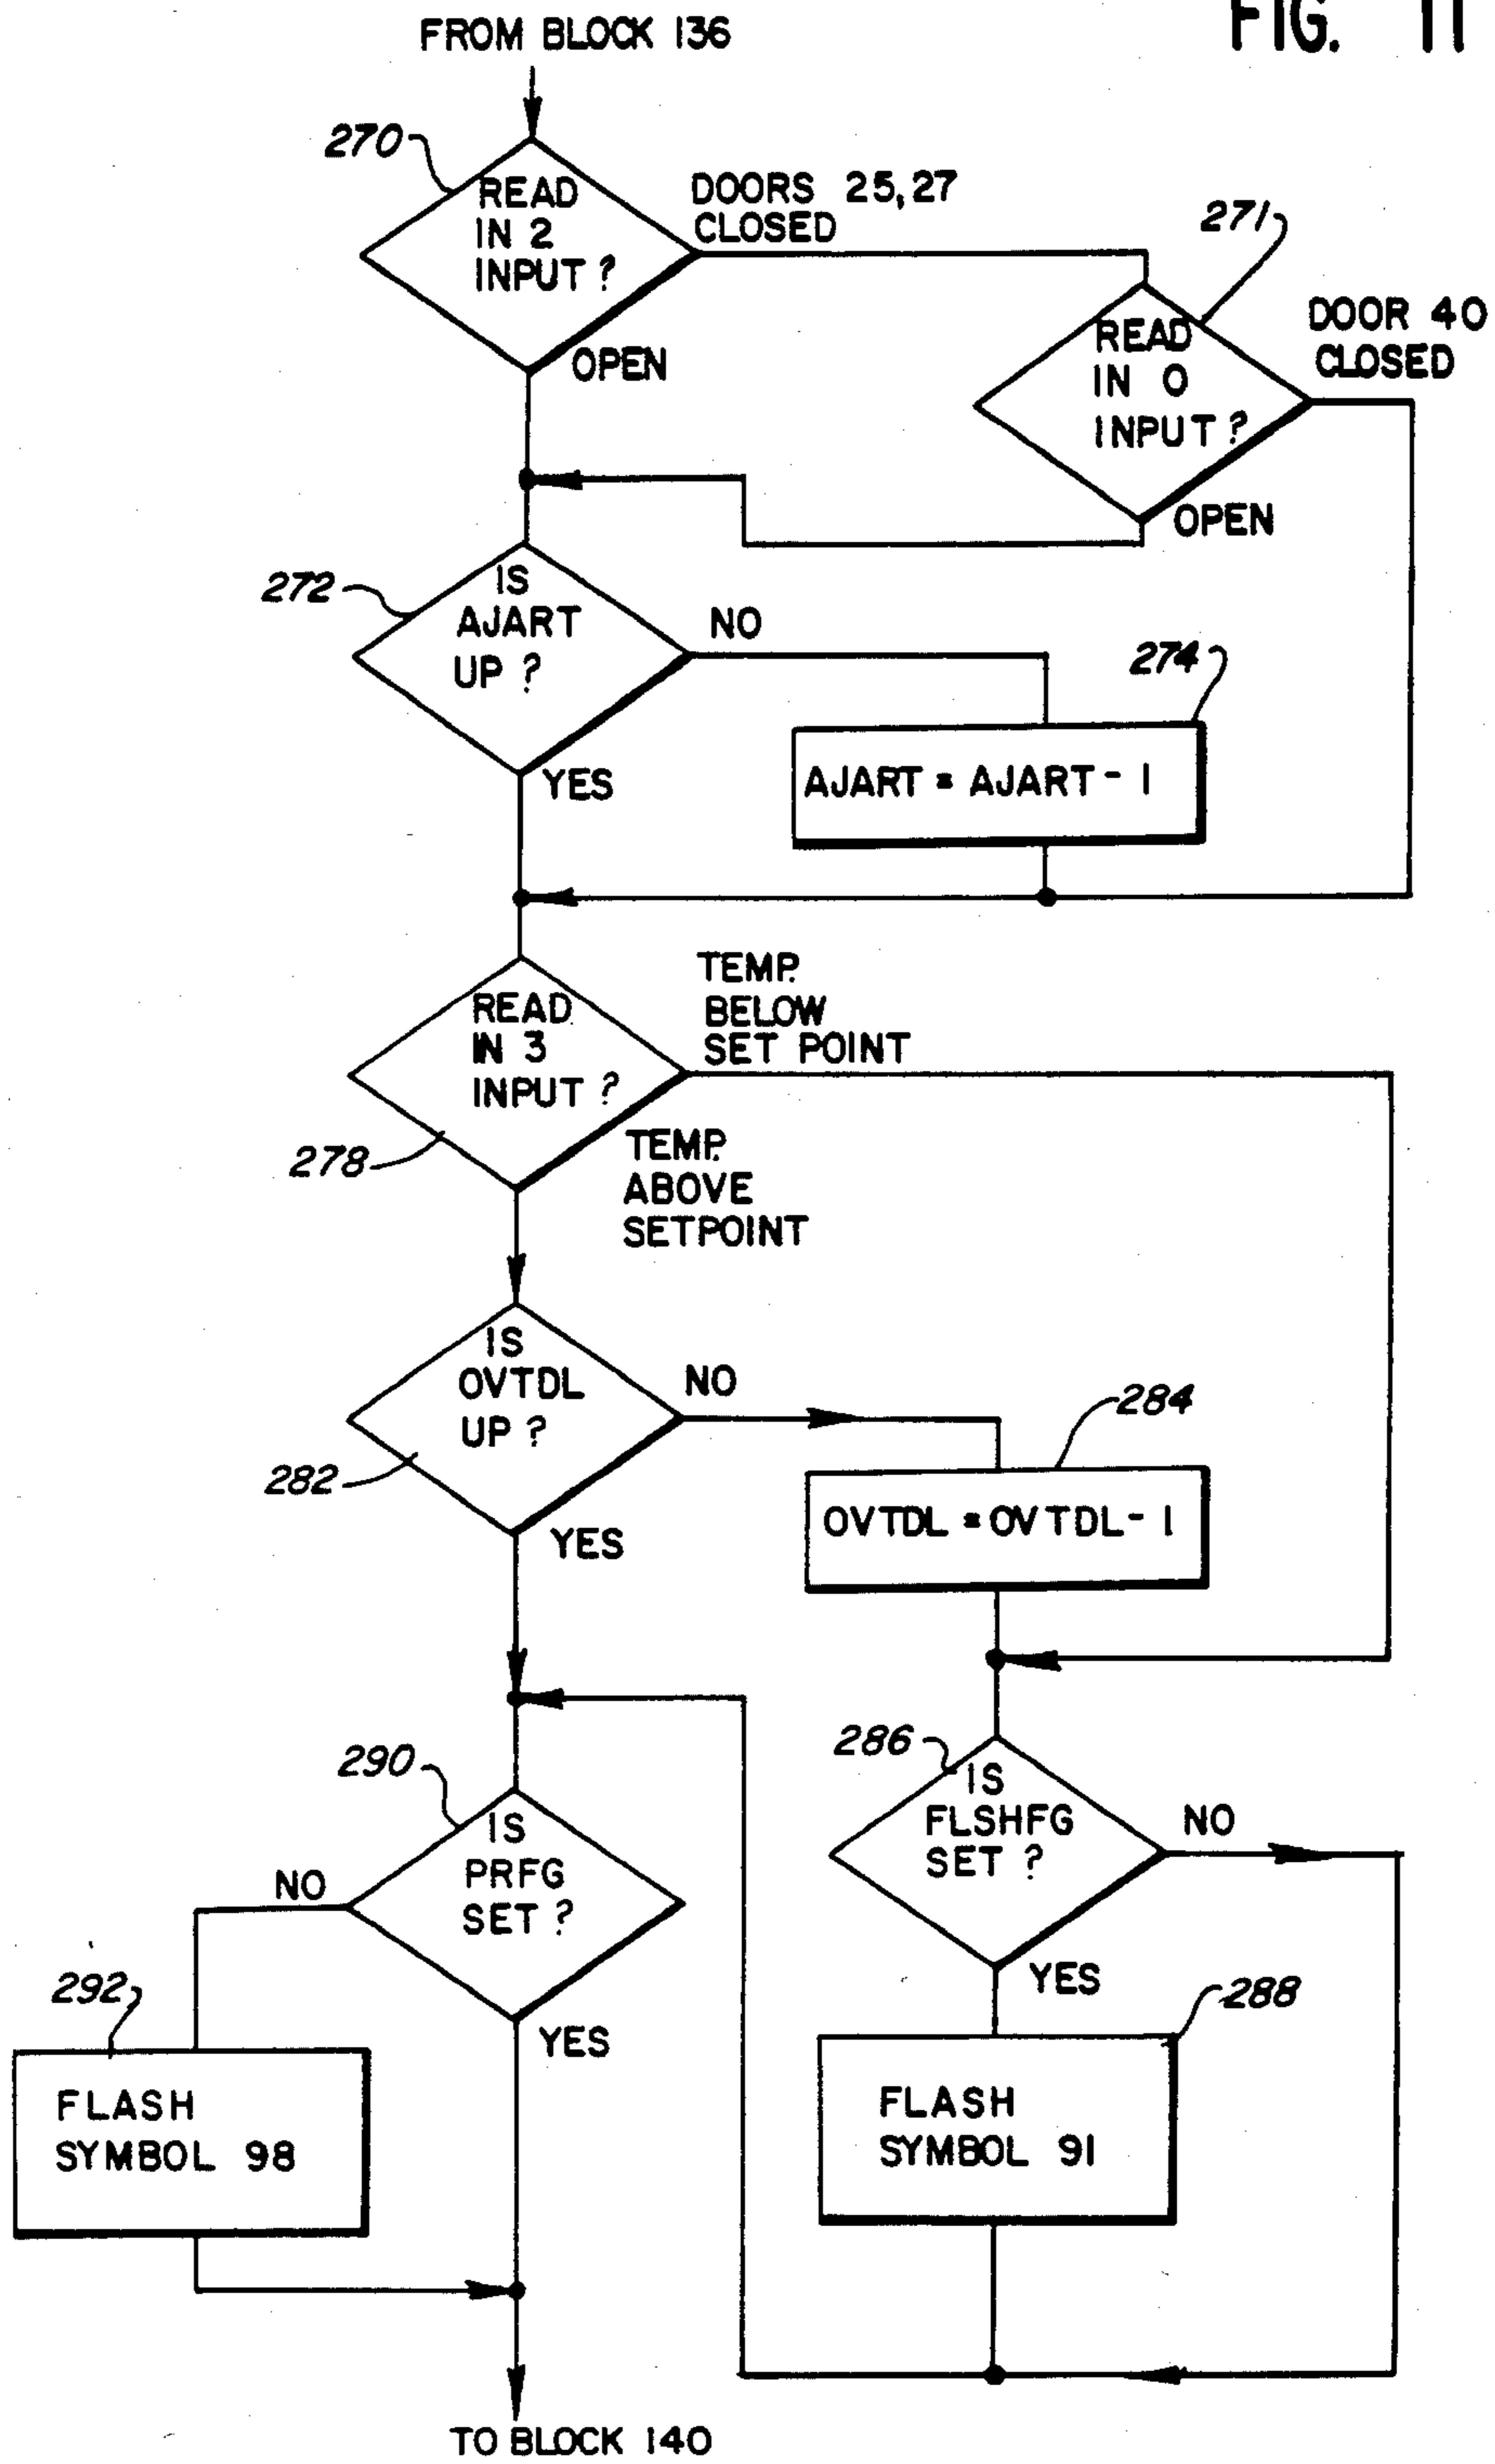 FIG. 11
FROM BLOCK 136
270
READ
IN 2
INPUT ?
DOORS 25, 27
CLOSED
OPEN
271
READ
IN 0
INPUT ?
DOOR 40
CLOSED
OPEN
272
IS
AJART
UP ?
NO
YES
274
AJART = AJART - 1
READ
IN 3
INPUT ?
278
TEMP.
BELOW
SET POINT
TEMP.
ABOVE
SETPOINT
IS
OVTDL
UP ?
282
NO
YES
284
OVTDL = OVTDL - 1
286
IS
FLSHFG
SET ?
NO
YES
288
FLASH
SYMBOL 91
290
IS
PRFG
SET ?
NO
YES
292
FLASH
SYMBOL 98
TO BLOCK 140